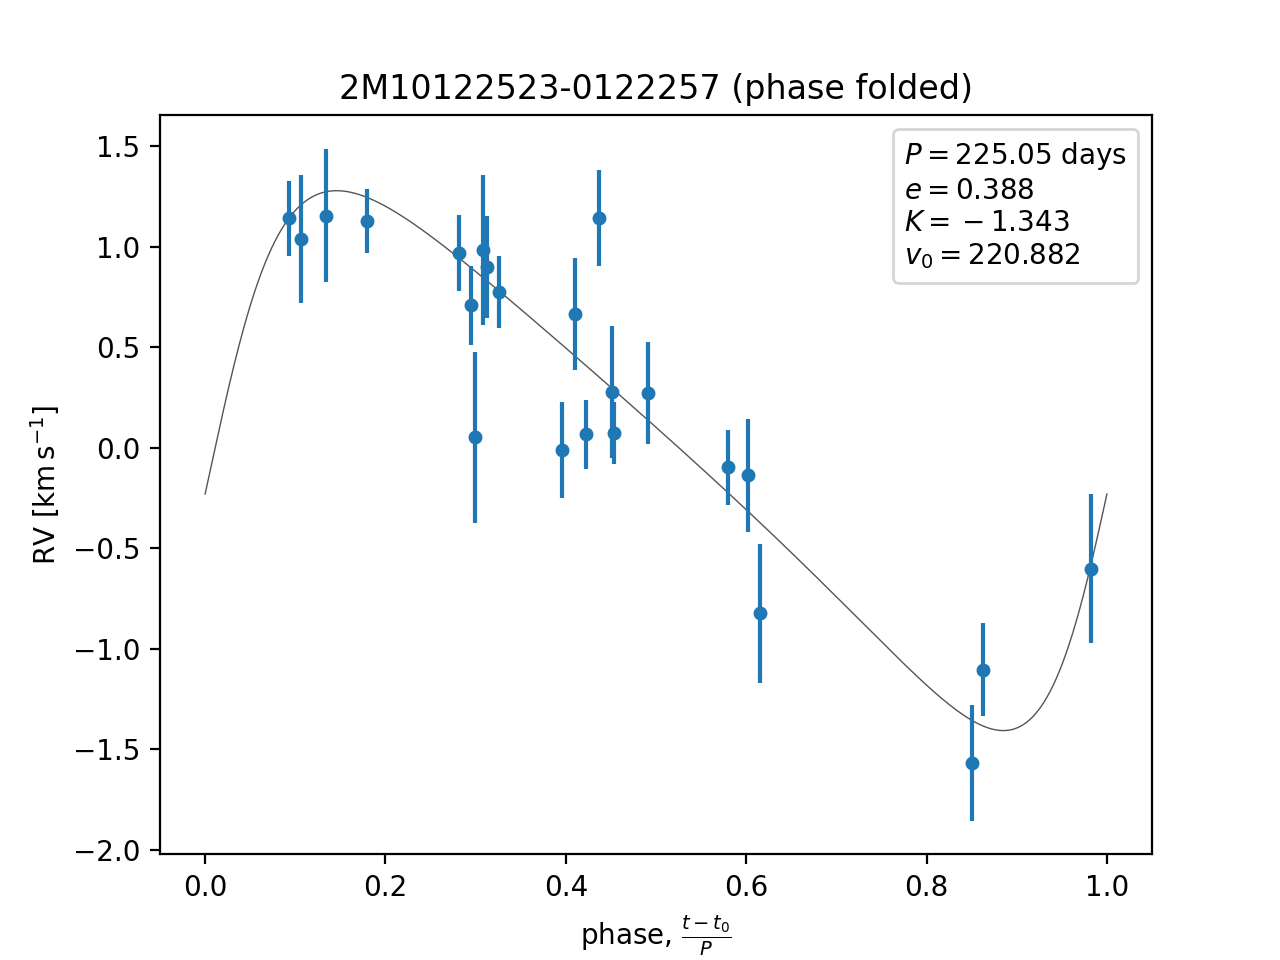 2M10122523-0122257 (phase folded)
P = 225.05 days
e = 0.388
K = −1.343
v₀ = 220.882
1.5
1.0
0.5
0.0
−0.5
−1.0
−1.5
−2.0
RV [km s⁻¹]
0.0 0.2 0.4 0.6 0.8 1.0
phase, (t − t₀)/P